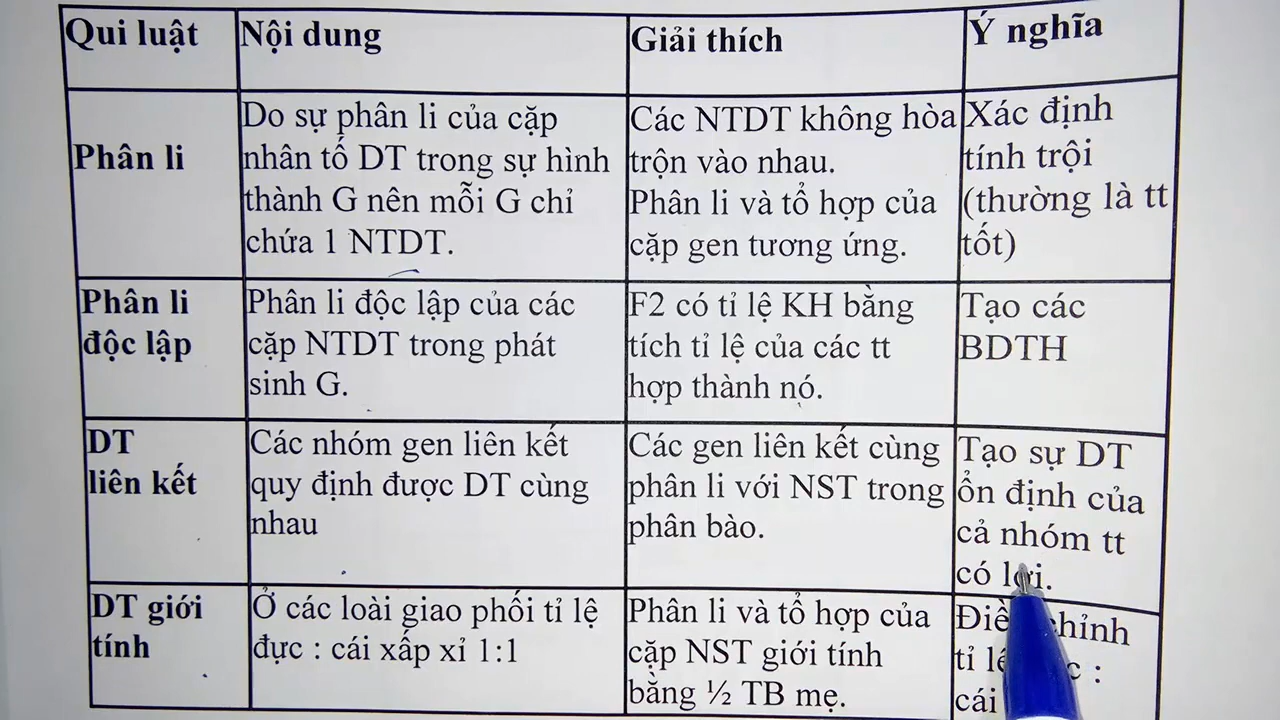 Qui luật
Nội dung
Giải thích
Ý nghĩa
Phân li
Do sự phân li của cặp
nhân tố DT trong sự hình
thành G nên mỗi G chỉ
chứa 1 NTDT.
Các NTDT không hòa
trộn vào nhau.
Phân li và tổ hợp của
cặp gen tương ứng.
Xác định
tính trội
(thường là tt
tốt)
Phân li
độc lập
Phân li độc lập của các
cặp NTDT trong phát
sinh G.
F2 có tỉ lệ KH bằng
tích tỉ lệ của các tt
hợp thành nó.
Tạo các
BDTH
DT
liên kết
Các nhóm gen liên kết
quy định được DT cùng
nhau
Các gen liên kết cùng
phân li với NST trong
phân bào.
Tạo sự DT
ổn định của
cả nhóm tt
có lợi.
DT giới
tính
Ở các loài giao phối tỉ lệ
đực : cái xấp xỉ 1:1
Phân li và tổ hợp của
cặp NST giới tính
bằng ½ TB mẹ.
tỉ :
cái